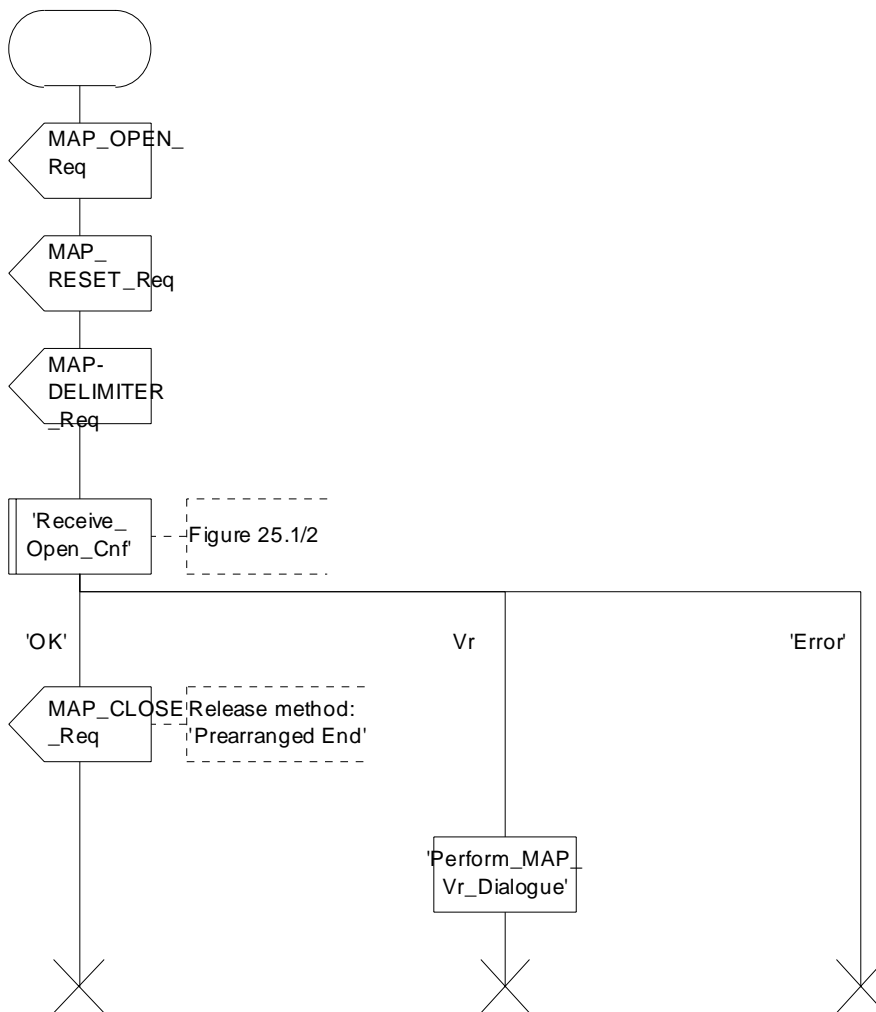 MAP_OPEN_
Req
MAP_
RESET_Req
MAP-
DELIMITER
_Req
'Receive_
Open_Cnf'
Figure 25.1/2
'OK'
Vr
'Error'
MAP_CLOSE
_Req
Release method:
'Prearranged End'
'Perform_MAP_
Vr_Dialogue'